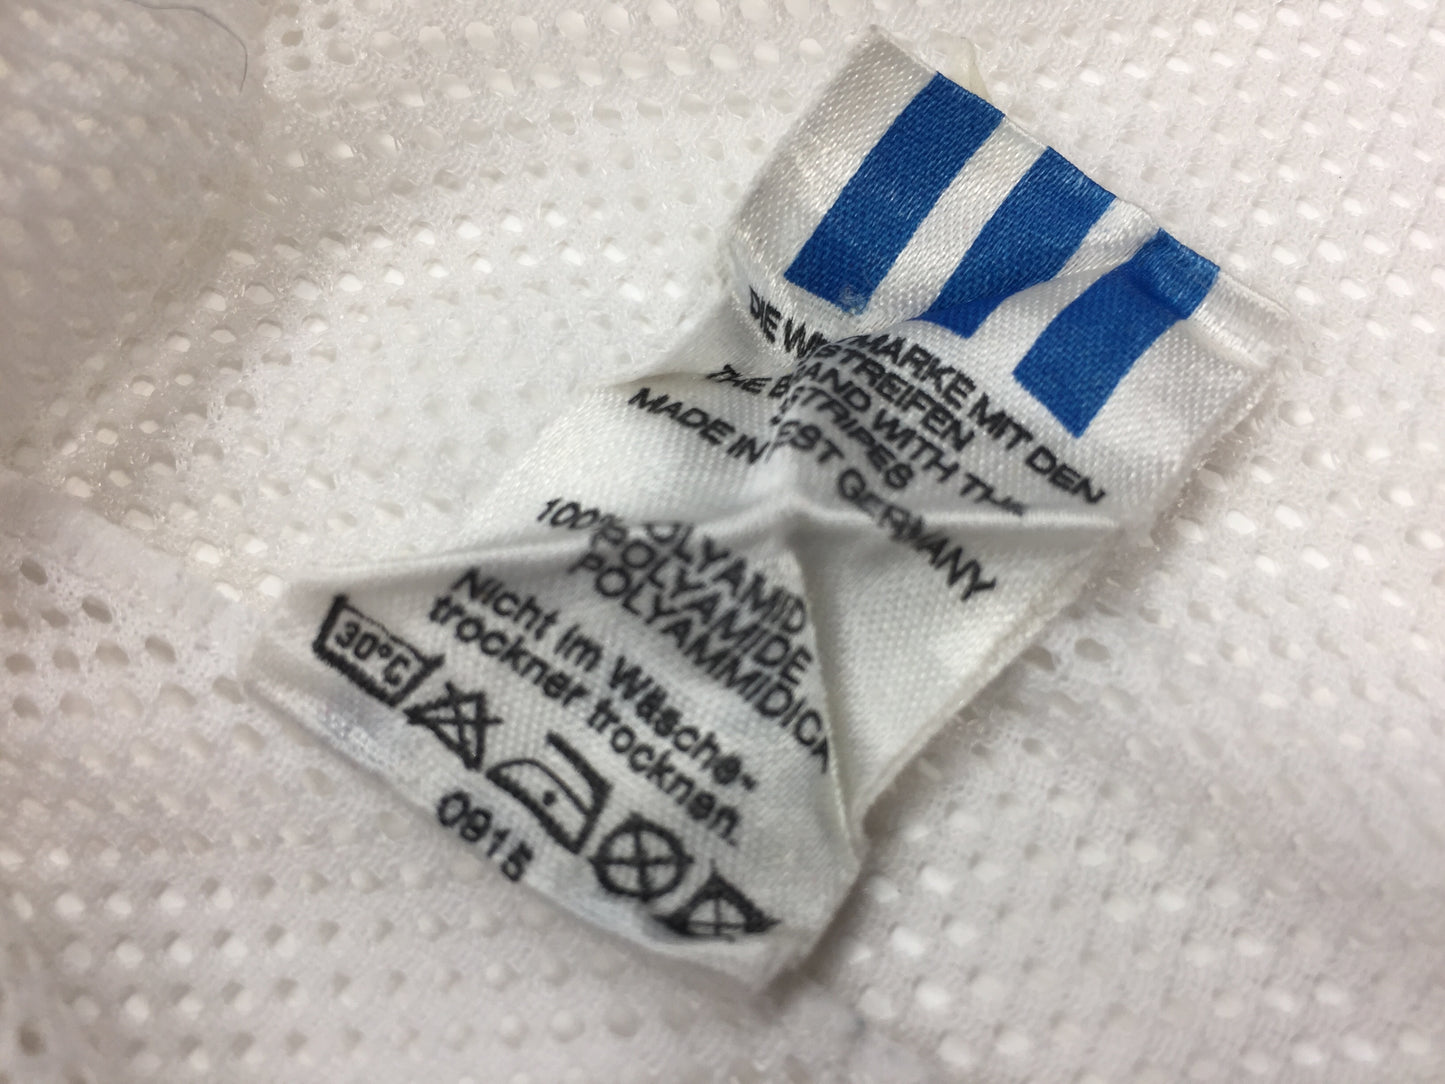 DIE MARKE MIT DEN
STREIFEN
THE WITH THE
STRIPES
MADE IN GERMANY
100% POLYAMID
POLYAMIDE
POLYAMMIDICA
Nicht im Wäsche-
trockner trocknen.
30°C
0915